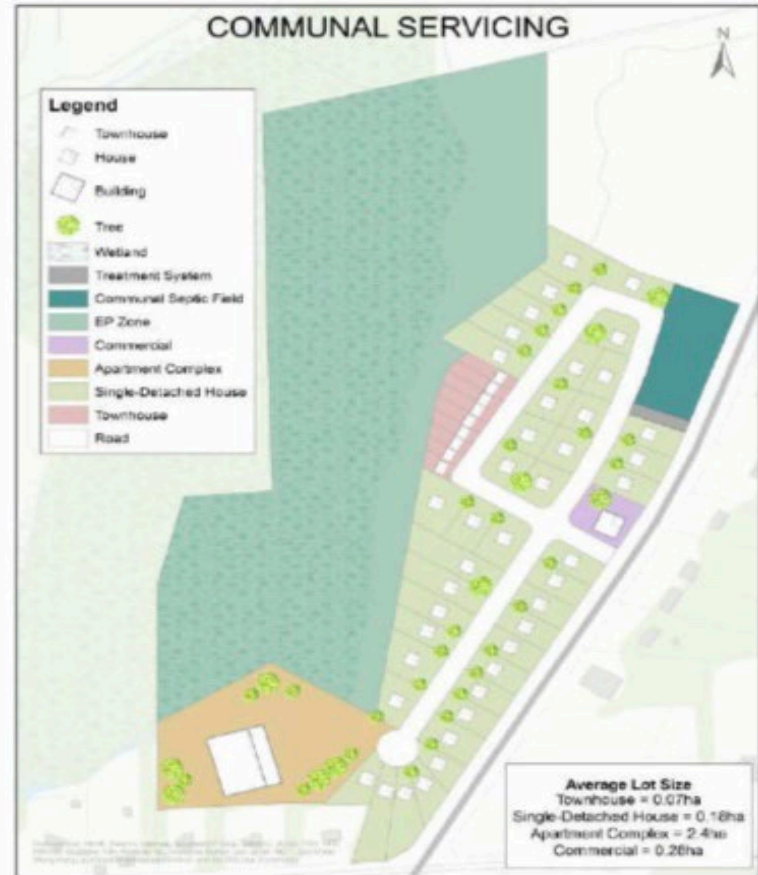 COMMUNAL SERVICING
N
Legend
Townhouse
House
Building
Tree
Wetland
Treatment System
Communal Septic Field
EP Zone
Commercial
Apartment Complex
Single-Detached House
Townhouse
Road
Average Lot Size
Townhouse = 0.07ha
Single-Detached House = 0.18ha
Apartment Complex = 2.4ha
Commercial = 0.28ha